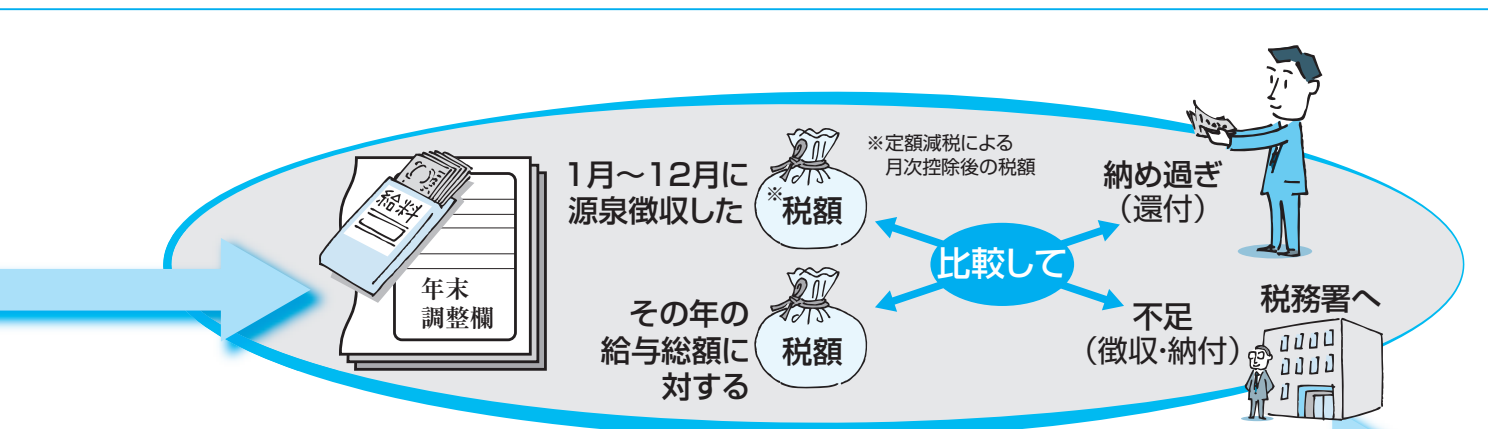 給料
年末
調整欄
1月〜12月に
源泉徴収した
※税額
※定額減税による
月次控除後の税額
その年の
給与総額に
対する
税額
比較して
納め過ぎ
（還付）
不足
（徴収・納付）
税務署へ